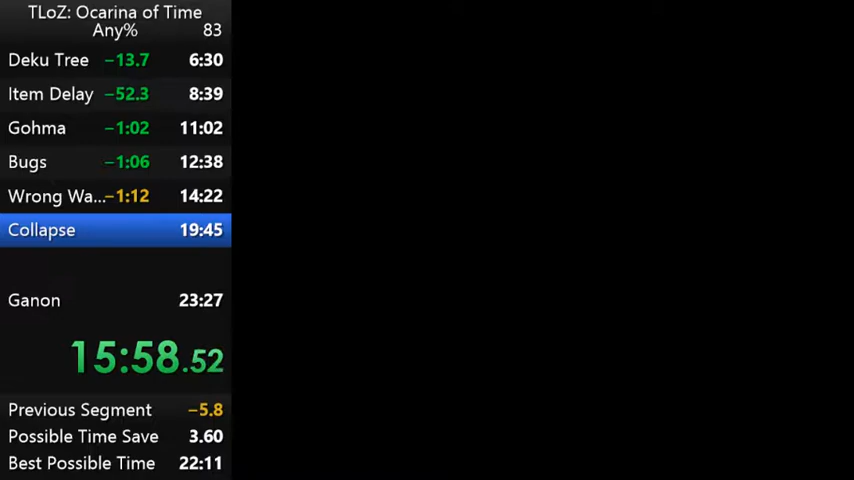 TLoZ: Ocarina of Time
Any% 83
Deku Tree −13.7 6:30
Item Delay −52.3 8:39
Gohma −1:02 11:02
Bugs −1:06 12:38
Wrong Wa... −1:12 14:22
Collapse 19:45
Ganon 23:27
15:58.52
Previous Segment −5.8
Possible Time Save 3.60
Best Possible Time 22:11